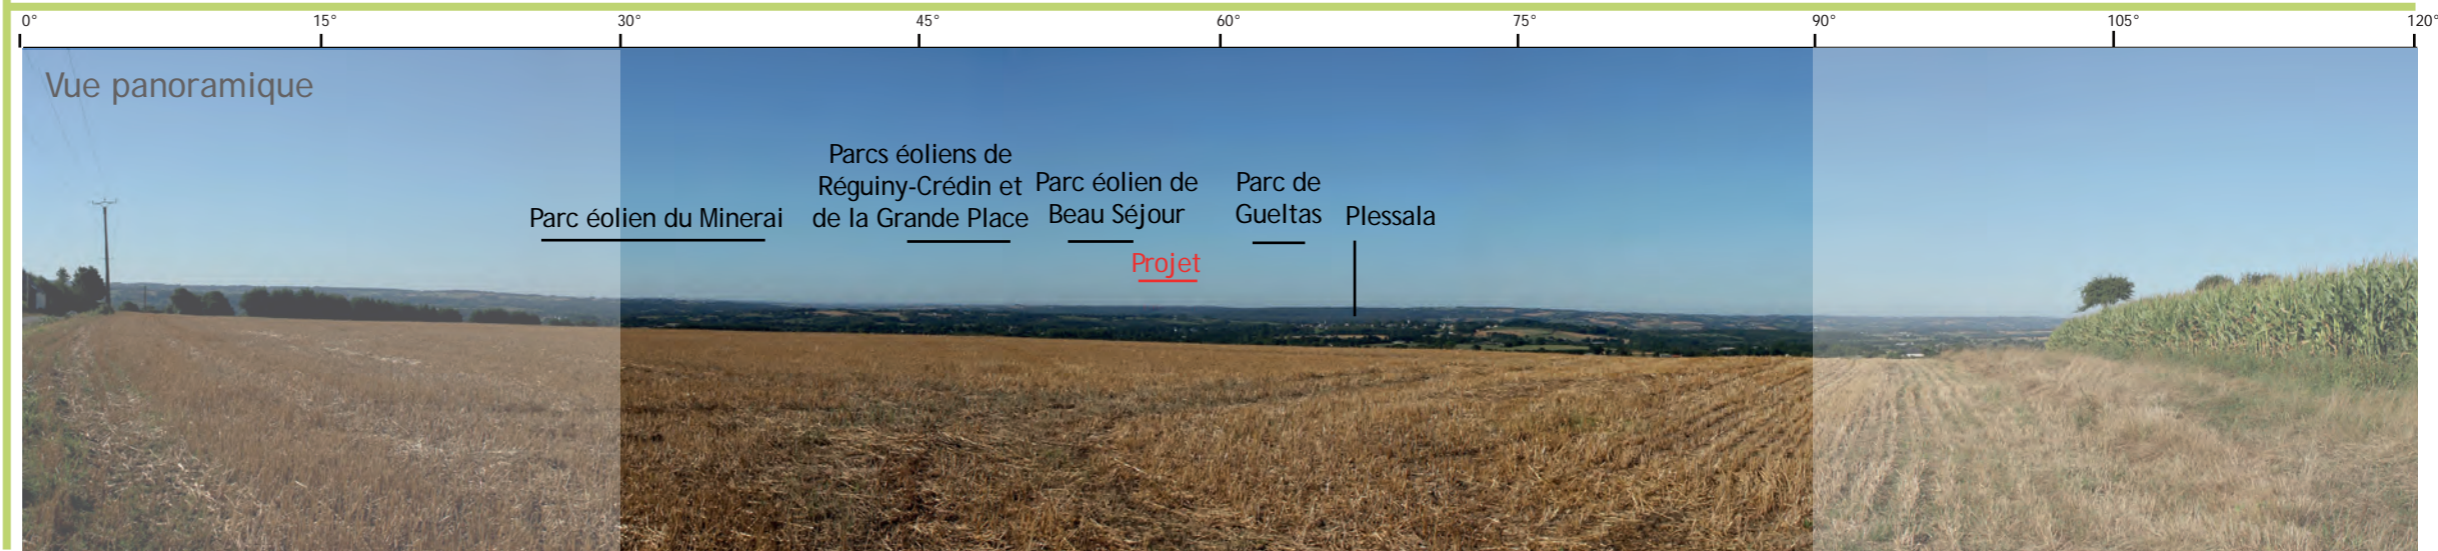 0° 15° 30° 45° 60° 75° 90° 105° 120°
Vue panoramique
Parc éolien du Minerai
Parcs éoliens de
Réguiny-Crédin et
de la Grande Place
Parc éolien de
Beau Séjour
Projet
Parc de
Gueltas
Plessala